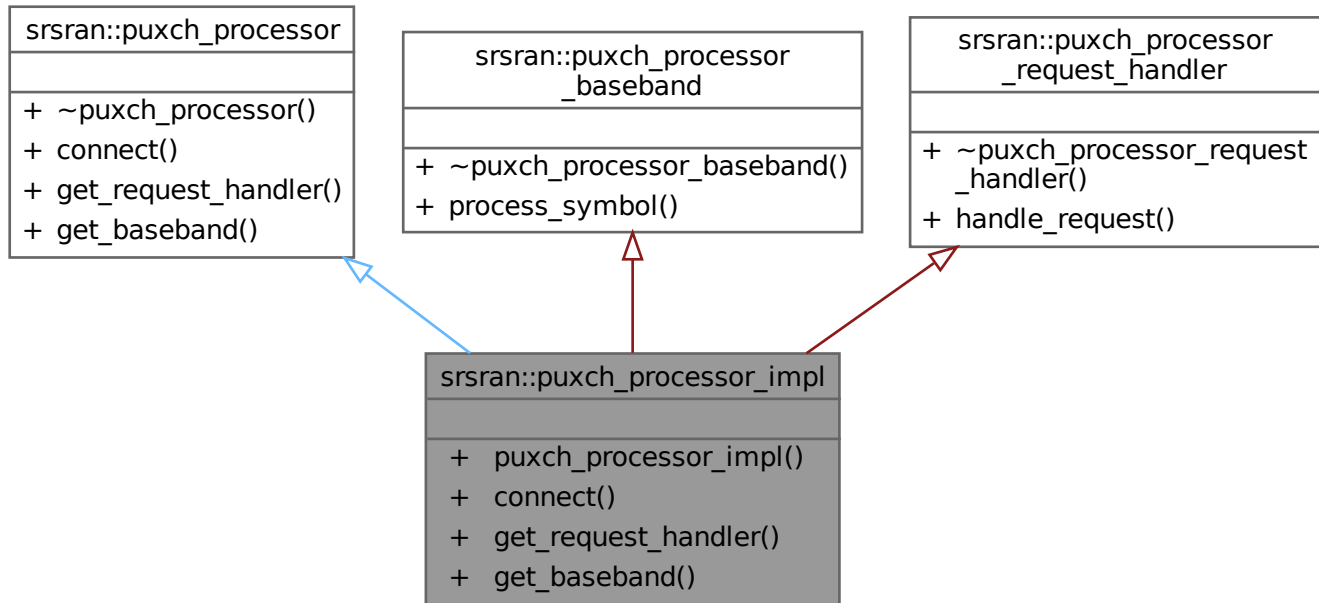 srsran::puxch_processor
+ ~puxch_processor()
+ connect()
+ get_request_handler()
+ get_baseband()
srsran::puxch_processor
_baseband
+ ~puxch_processor_baseband()
+ process_symbol()
srsran::puxch_processor
_request_handler
+ ~puxch_processor_request
_handler()
+ handle_request()
srsran::puxch_processor_impl
+ puxch_processor_impl()
+ connect()
+ get_request_handler()
+ get_baseband()